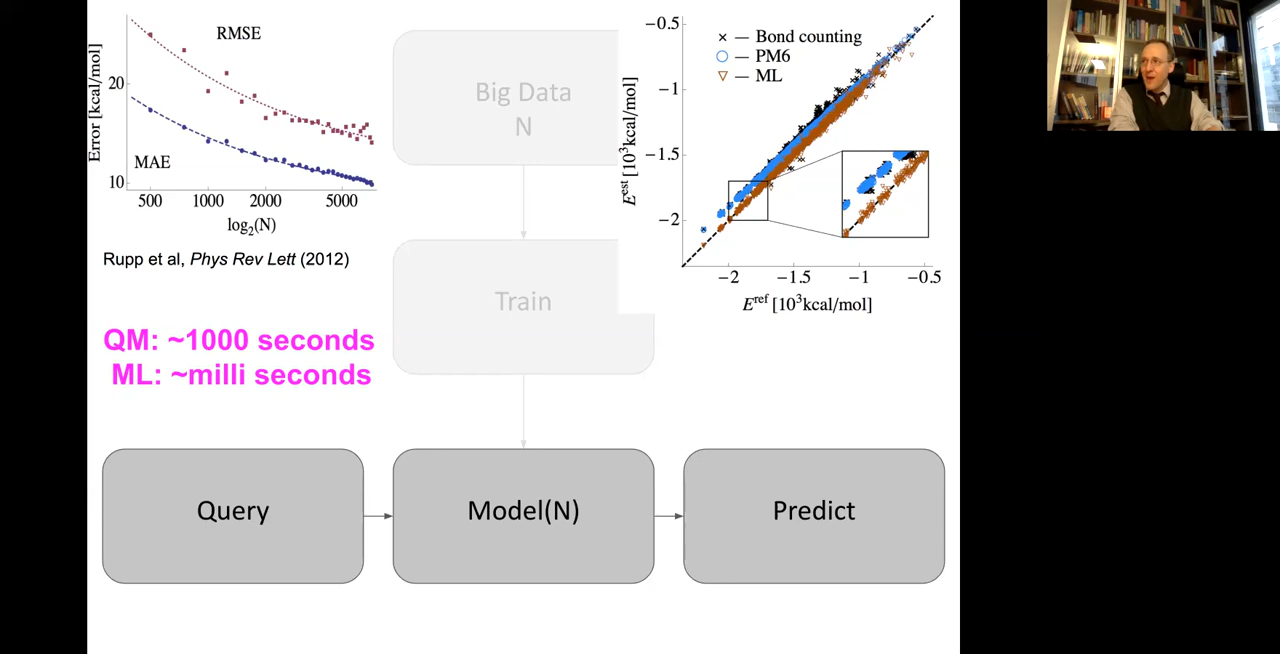 RMSE
Error [kcal/mol]
20
10
MAE
500
1000
2000
5000
log₂(N)
Rupp et al, Phys Rev Lett (2012)
QM: ~1000 seconds
ML: ~milli seconds
Big Data
N
Train
× — Bond counting
○ — PM6
▽ — ML
E^est [10³kcal/mol]
−0.5
−1
−1.5
−2
−2
−1.5
−1
−0.5
E^ref [10³kcal/mol]
Query
Model(N)
Predict